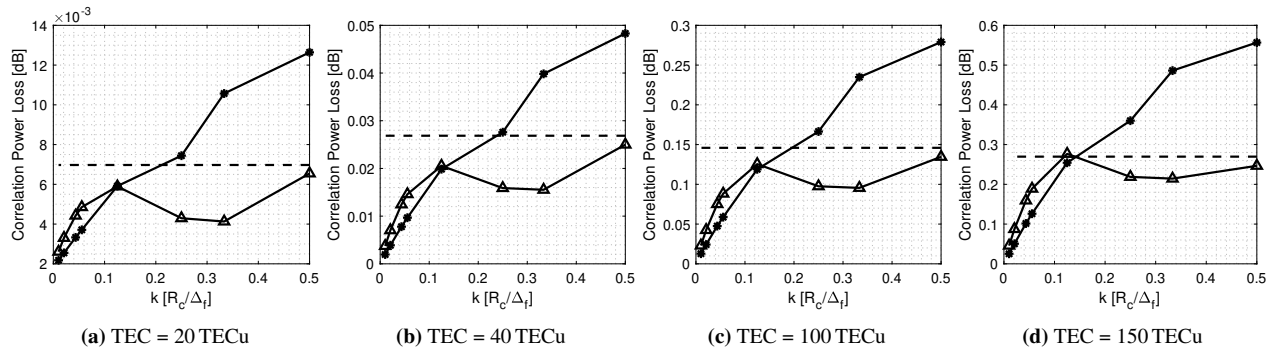 ×10⁻³
14
12
10
8
6
4
2
Correlation Power Loss [dB]
0 0.1 0.2 0.3 0.4 0.5
k [R_c/Δ_f]
(a) TEC = 20 TECu
0.05
0.04
0.03
0.02
0.01
0
Correlation Power Loss [dB]
0 0.1 0.2 0.3 0.4 0.5
k [R_c/Δ_f]
(b) TEC = 40 TECu
0.3
0.25
0.2
0.15
0.1
0.05
0
Correlation Power Loss [dB]
0 0.1 0.2 0.3 0.4 0.5
k [R_c/Δ_f]
(c) TEC = 100 TECu
0.6
0.5
0.4
0.3
0.2
0.1
0
Correlation Power Loss [dB]
0 0.1 0.2 0.3 0.4 0.5
k [R_c/Δ_f]
(d) TEC = 150 TECu